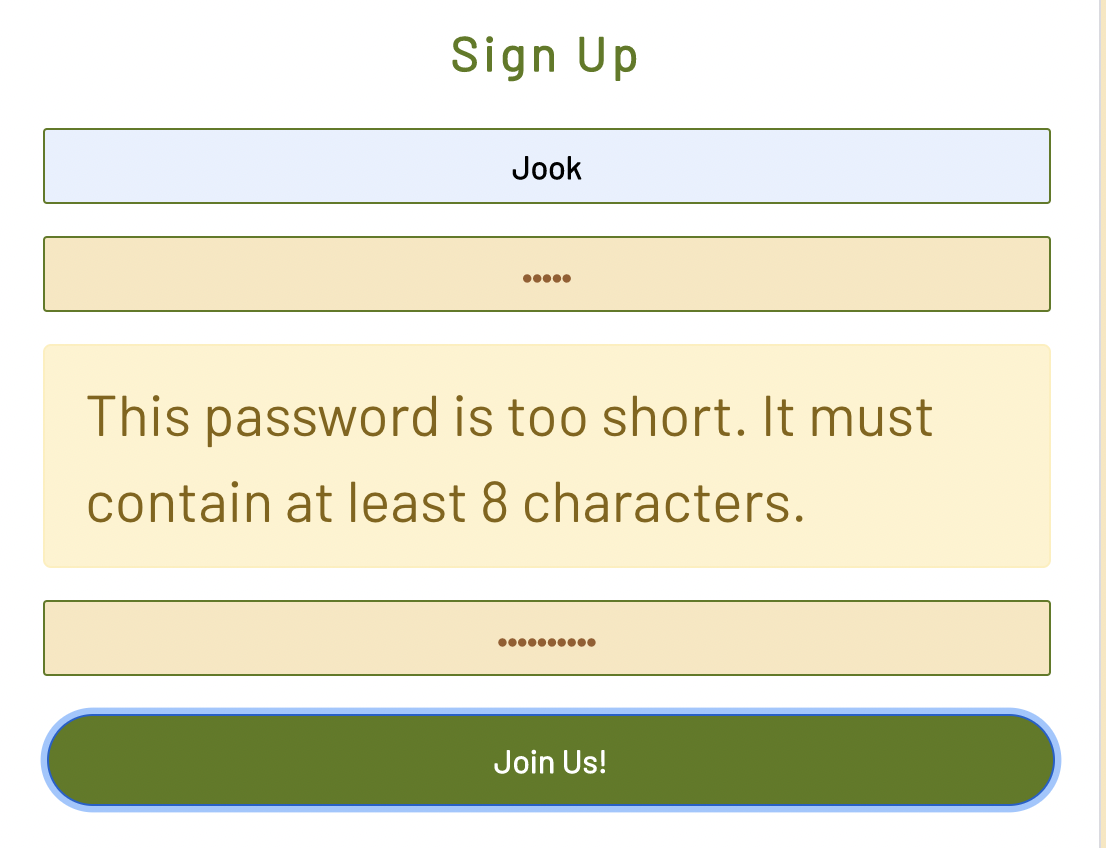 Sign Up
Jook
•••••
This password is too short. It must
contain at least 8 characters.
••••••••••
Join Us!